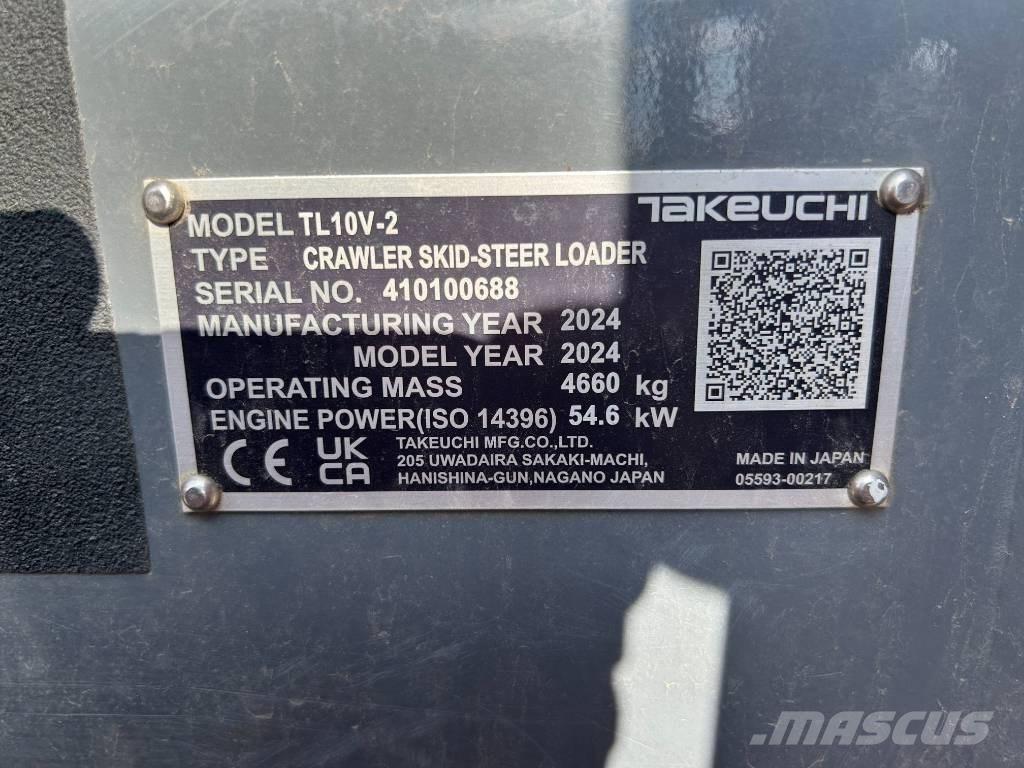 TAKEUCHI
MODEL TL10V-2
TYPE CRAWLER SKID-STEER LOADER
SERIAL NO. 410100688
MANUFACTURING YEAR 2024
MODEL YEAR 2024
OPERATING MASS 4660 kg
ENGINE POWER(ISO 14396) 54.6 kW
CE UK CA
TAKEUCHI MFG.CO.,LTD.
205 UWADAIRA SAKAKI-MACHI,
HANISHINA-GUN,NAGANO JAPAN
MADE IN JAPAN
05593-00217
MASCUS